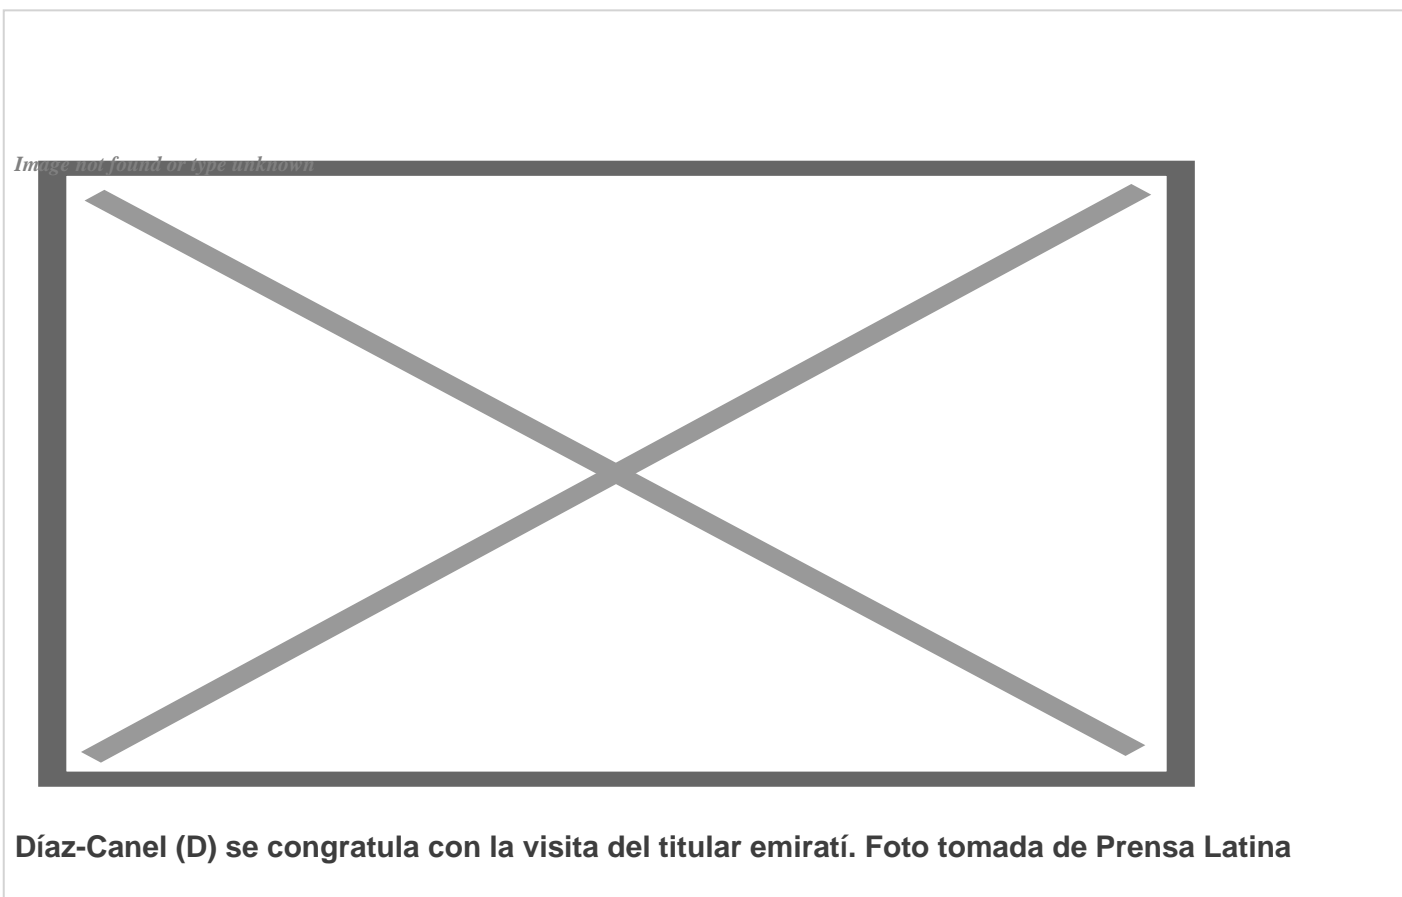 Image not found or type unknown
Díaz-Canel (D) se congratula con la visita del titular emiratí. Foto tomada de Prensa Latina